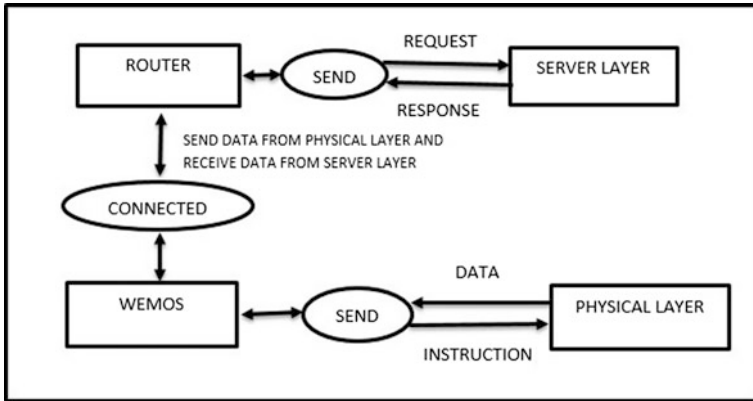 REQUEST
ROUTER
SEND
SERVER LAYER
RESPONSE
SEND DATA FROM PHYSICAL LAYER AND
RECEIVE DATA FROM SERVER LAYER
CONNECTED
DATA
WEMOS
SEND
PHYSICAL LAYER
INSTRUCTION